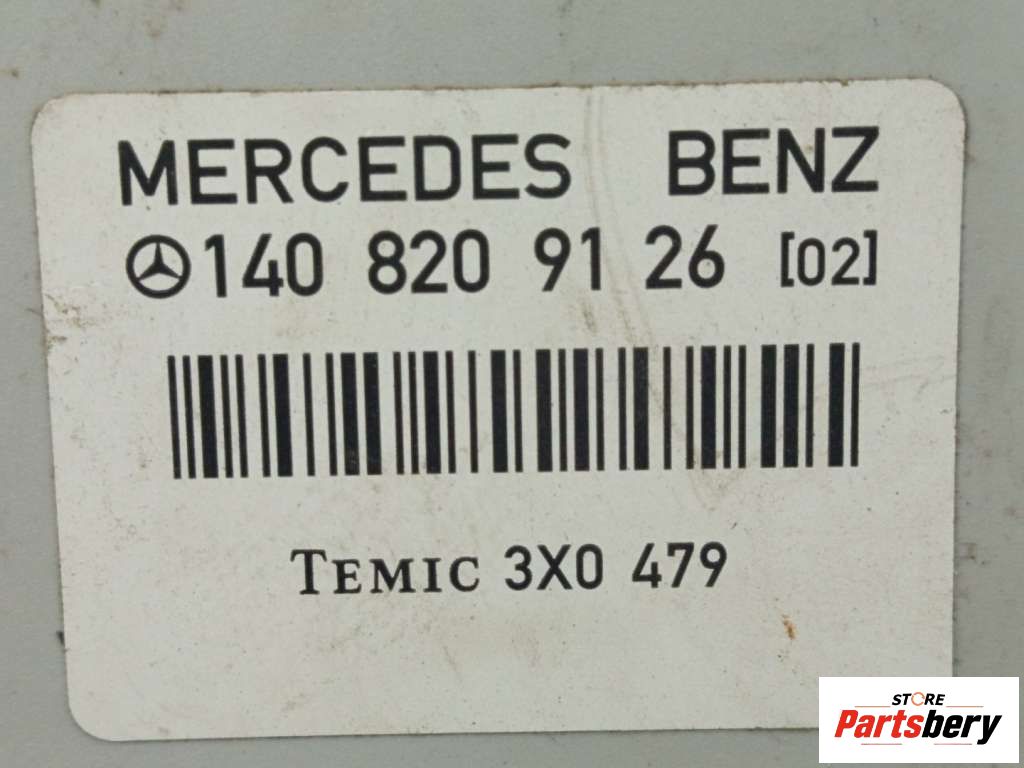 MERCEDES BENZ
140 820 91 26 [02]
TEMIC 3X0 479
STORE
Partsbery